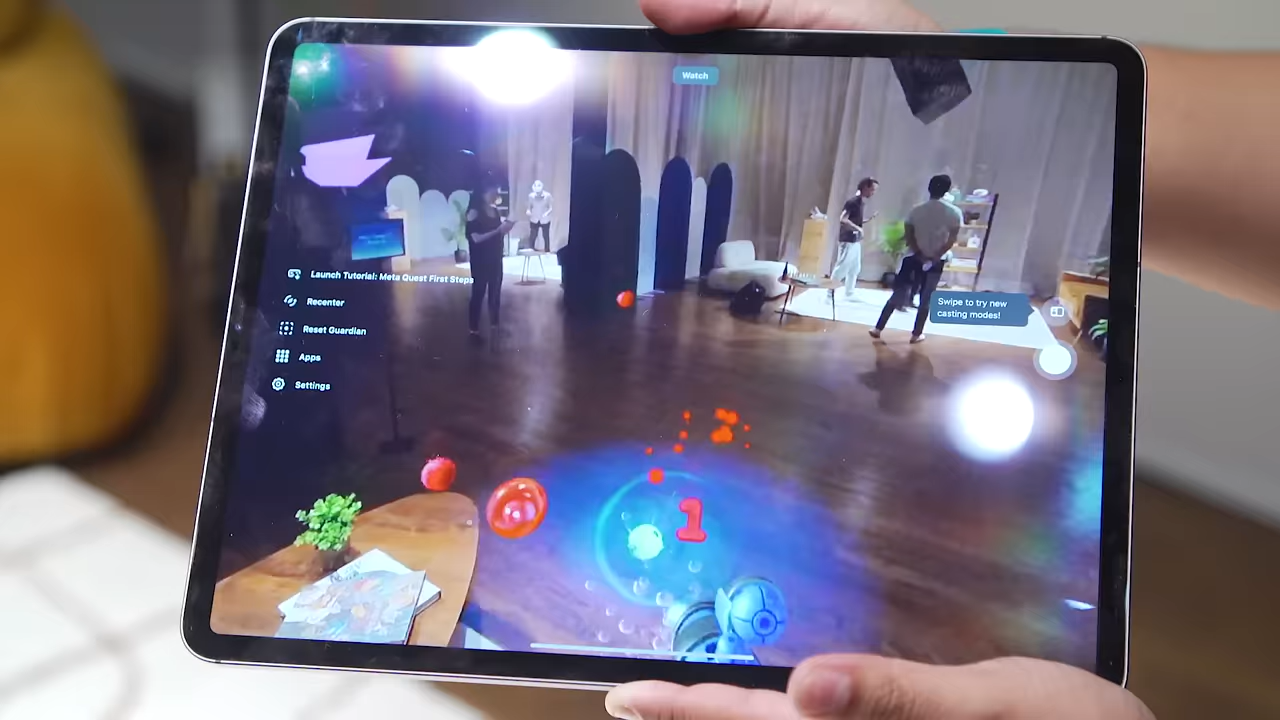 Watch
Launch Tutorial: Meta Quest First Steps
Recenter
Reset Guardian
Apps
Settings
Swipe to try new
casting modes!
1